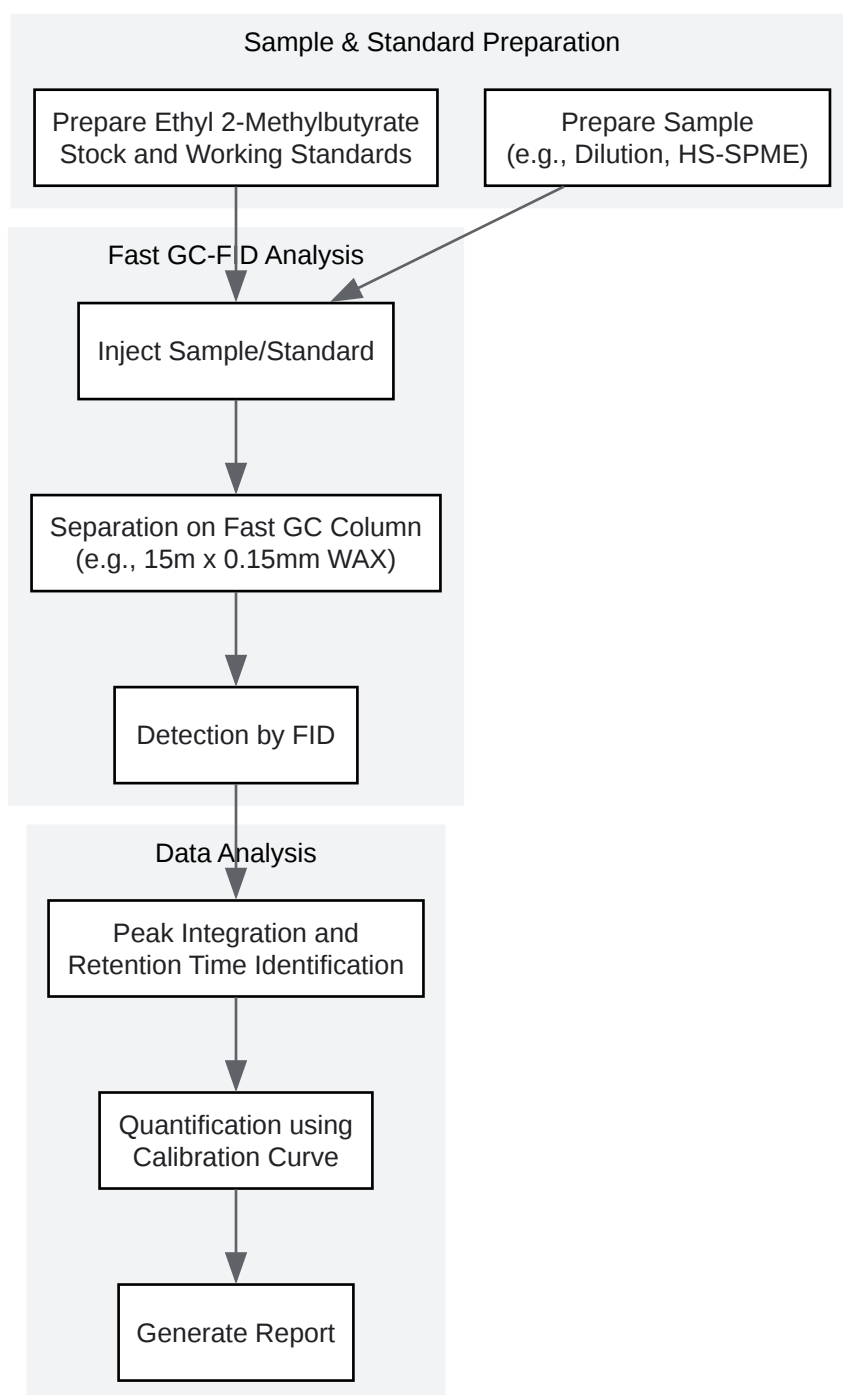 Sample & Standard Preparation
Prepare Ethyl 2-Methylbutyrate
Stock and Working Standards
Prepare Sample
(e.g., Dilution, HS-SPME)
Fast GC-FID Analysis
Inject Sample/Standard
Separation on Fast GC Column
(e.g., 15m x 0.15mm WAX)
Detection by FID
Data Analysis
Peak Integration and
Retention Time Identification
Quantification using
Calibration Curve
Generate Report